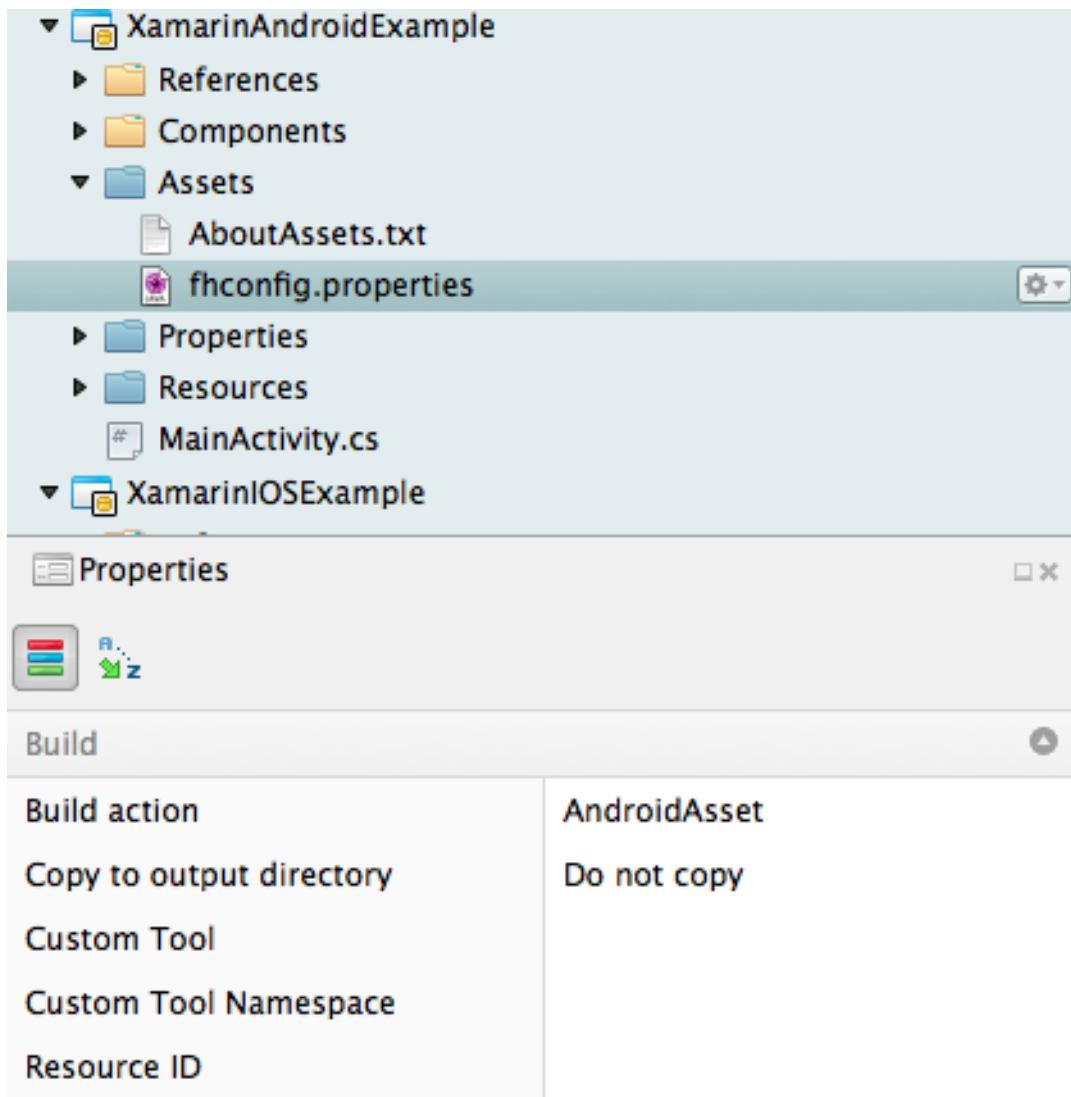 XamarinAndroidExample
References
Components
Assets
AboutAssets.txt
fhconfig.properties
Properties
Resources
MainActivity.cs
XamarinIOSExample
Properties
Build
Build action AndroidAsset
Copy to output directory Do not copy
Custom Tool
Custom Tool Namespace
Resource ID